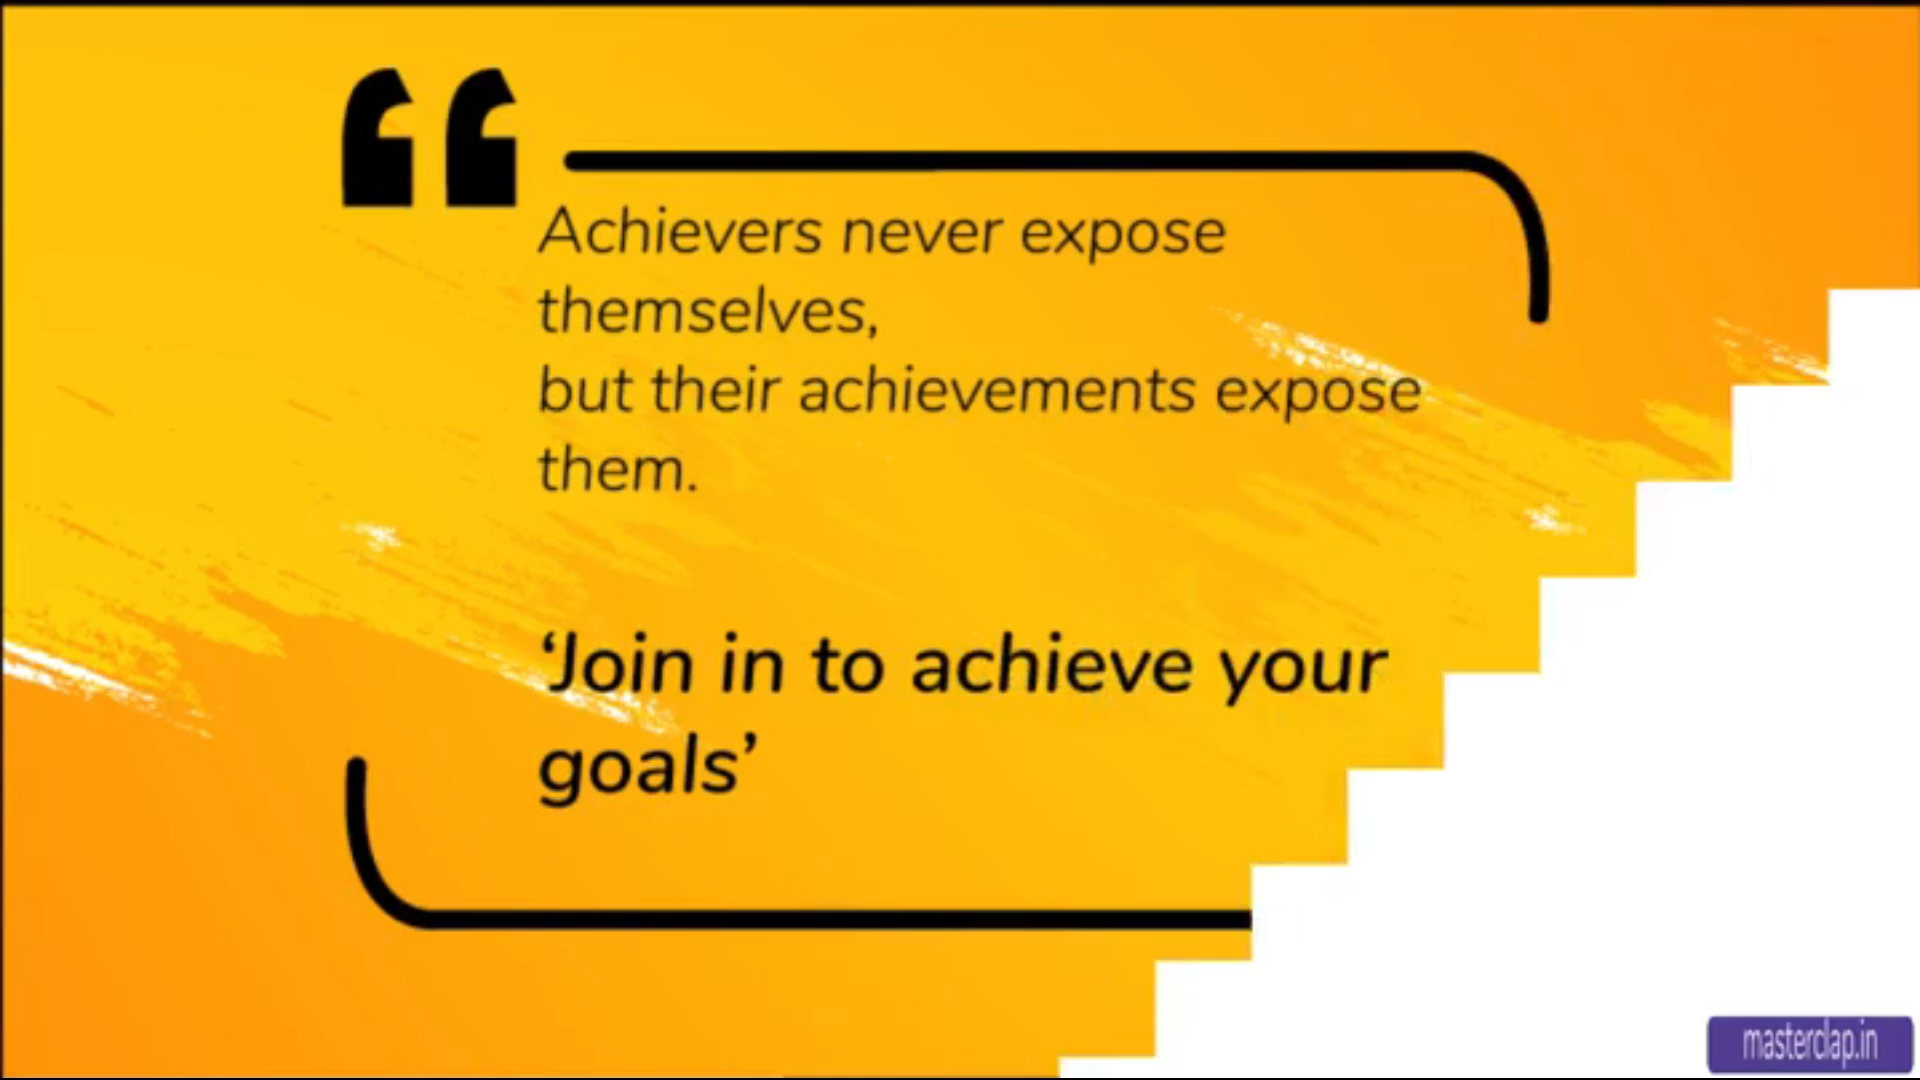 Achievers never expose
themselves,
but their achievements expose
them.
‘Join in to achieve your
goals’
masterclap.in